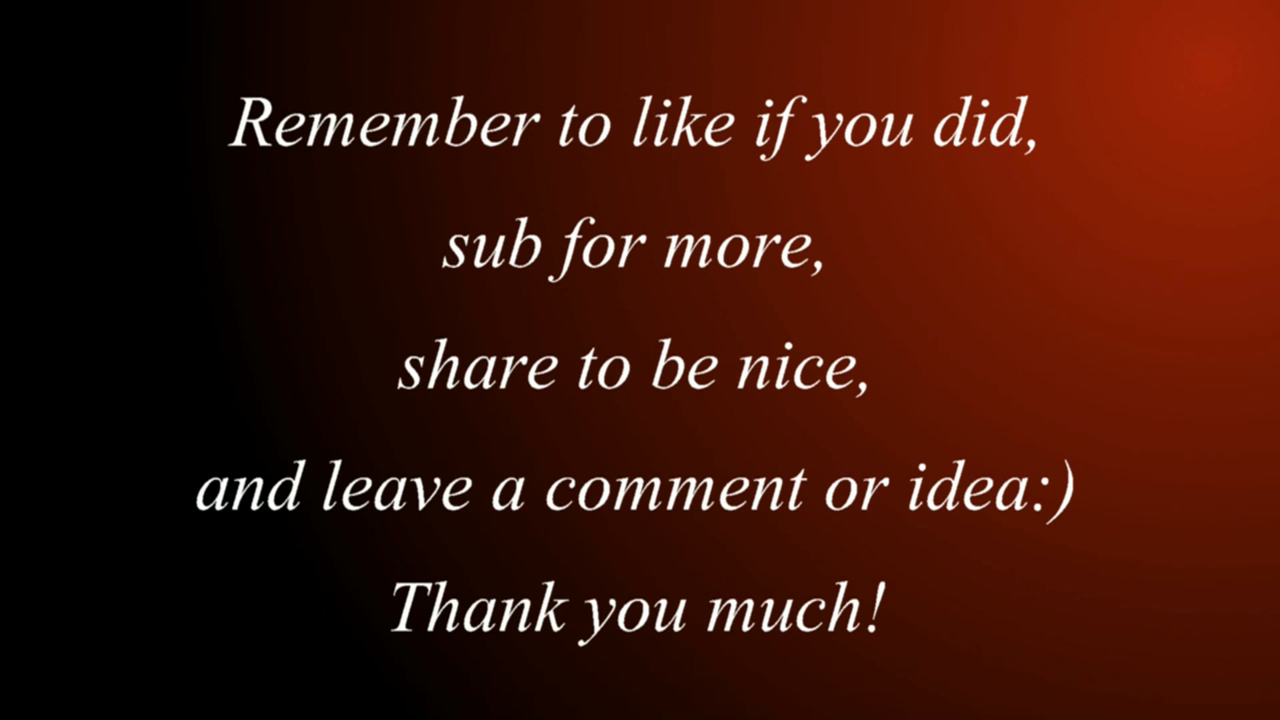 Remember to like if you did,
sub for more,
share to be nice,
and leave a comment or idea:)
Thank you much!